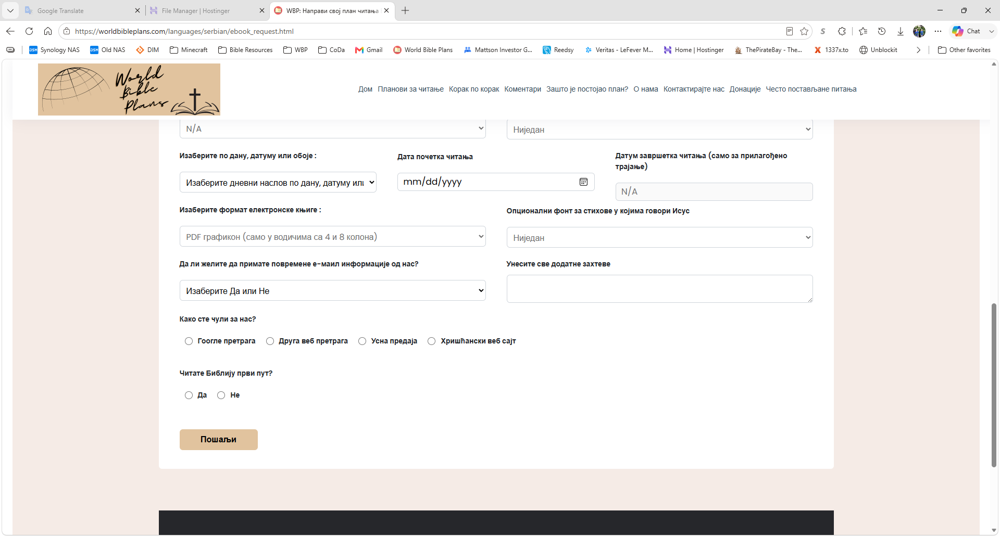 Google Translate
File Manager | Hostinger
WBP: Направи свој план читања
https://worldbibleplans.com/languages/serbian/ebook_request.html
Chat
Synology NAS
Old NAS
DIM
Minecraft
Bible Resources
WBP
CoDa
Gmail
World Bible Plans
Mattson Investor G...
Reedsy
Veritas - LeFever M...
Home | Hostinger
ThePirateBay - The...
1337x.to
Unblockit
Other favorites
World
Bible
Plans
Дом Планови за читање Корак по корак Коментари Зашто је постојао план? О нама Контактирајте нас Донације Често постављане питања
N/A
Ниједан
Изаберите по дану, датуму или обоје :
Изаберите дневни наслов по дану, датуму или
Дата почетка читања
mm/dd/yyyy
Датум завршетка читања (само за прилагођено
трајање)
N/A
Изаберите формат електронске књиге :
PDF графикон (само у водичима са 4 и 8 колона)
Опционални фонт за стихове у којима говори Исус
Ниједан
Да ли желите да примате повремене е-маил информације од нас?
Изаберите Да или Не
Унесите све додатне захтеве
Како сте чули за нас?
Гоогле претрага Друга веб претрага Усна предаја Хришћански веб сајт
Читате Библију први пут?
Да Не
Пошаљи